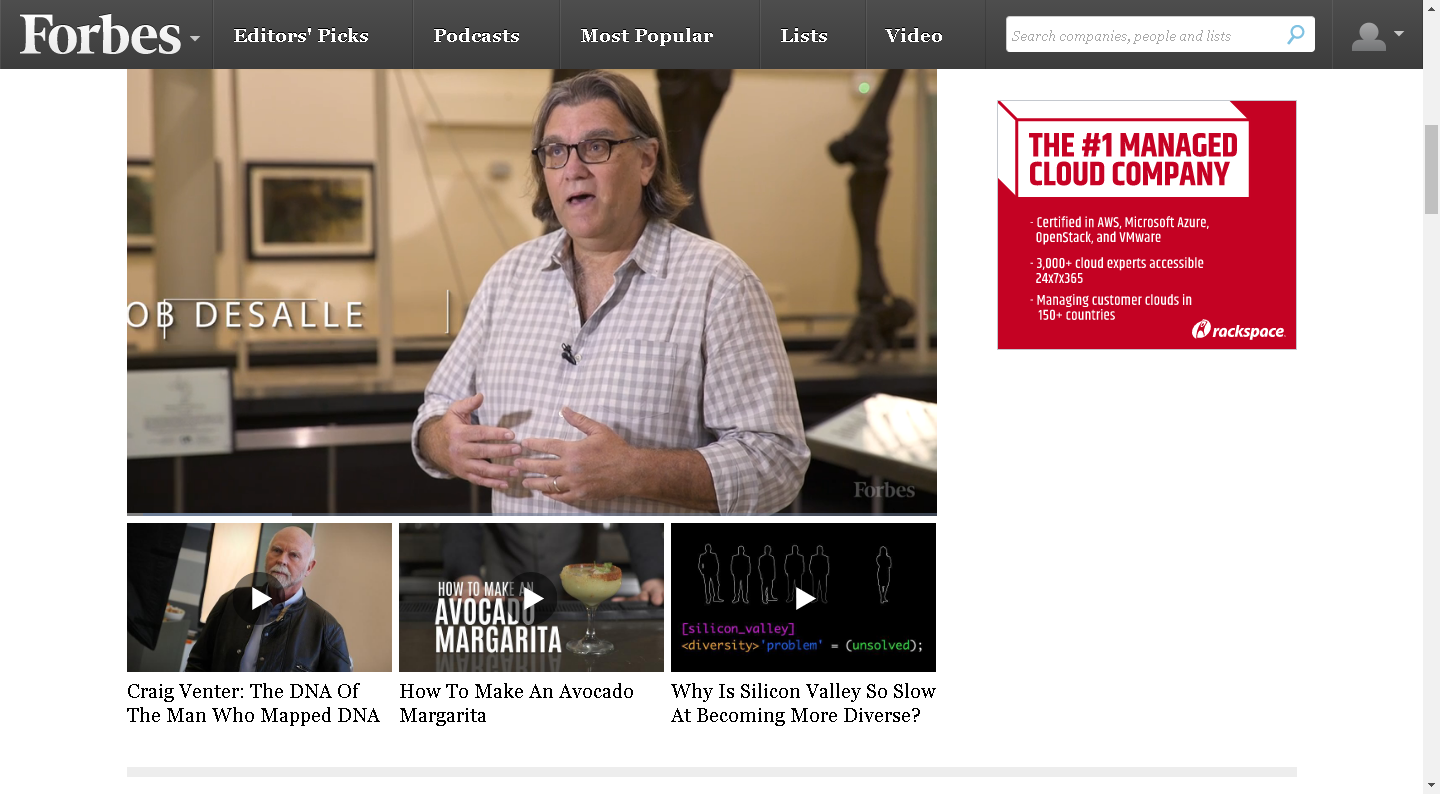 Forbes
Editors' Picks
Podcasts
Most Popular
Lists
Video
Search companies, people and lists
OB DESALLE
Forbes
THE #1 MANAGED
CLOUD COMPANY
- Certified in AWS, Microsoft Azure,
OpenStack, and VMware
- 3,000+ cloud experts accessible
24x7x365
- Managing customer clouds in
150+ countries
rackspace.
HOW TO MAKE AN
AVOCADO
MARGARITA
[silicon_valley]
<diversity>'problem' = (unsolved);
Craig Venter: The DNA Of
The Man Who Mapped DNA
How To Make An Avocado
Margarita
Why Is Silicon Valley So Slow
At Becoming More Diverse?